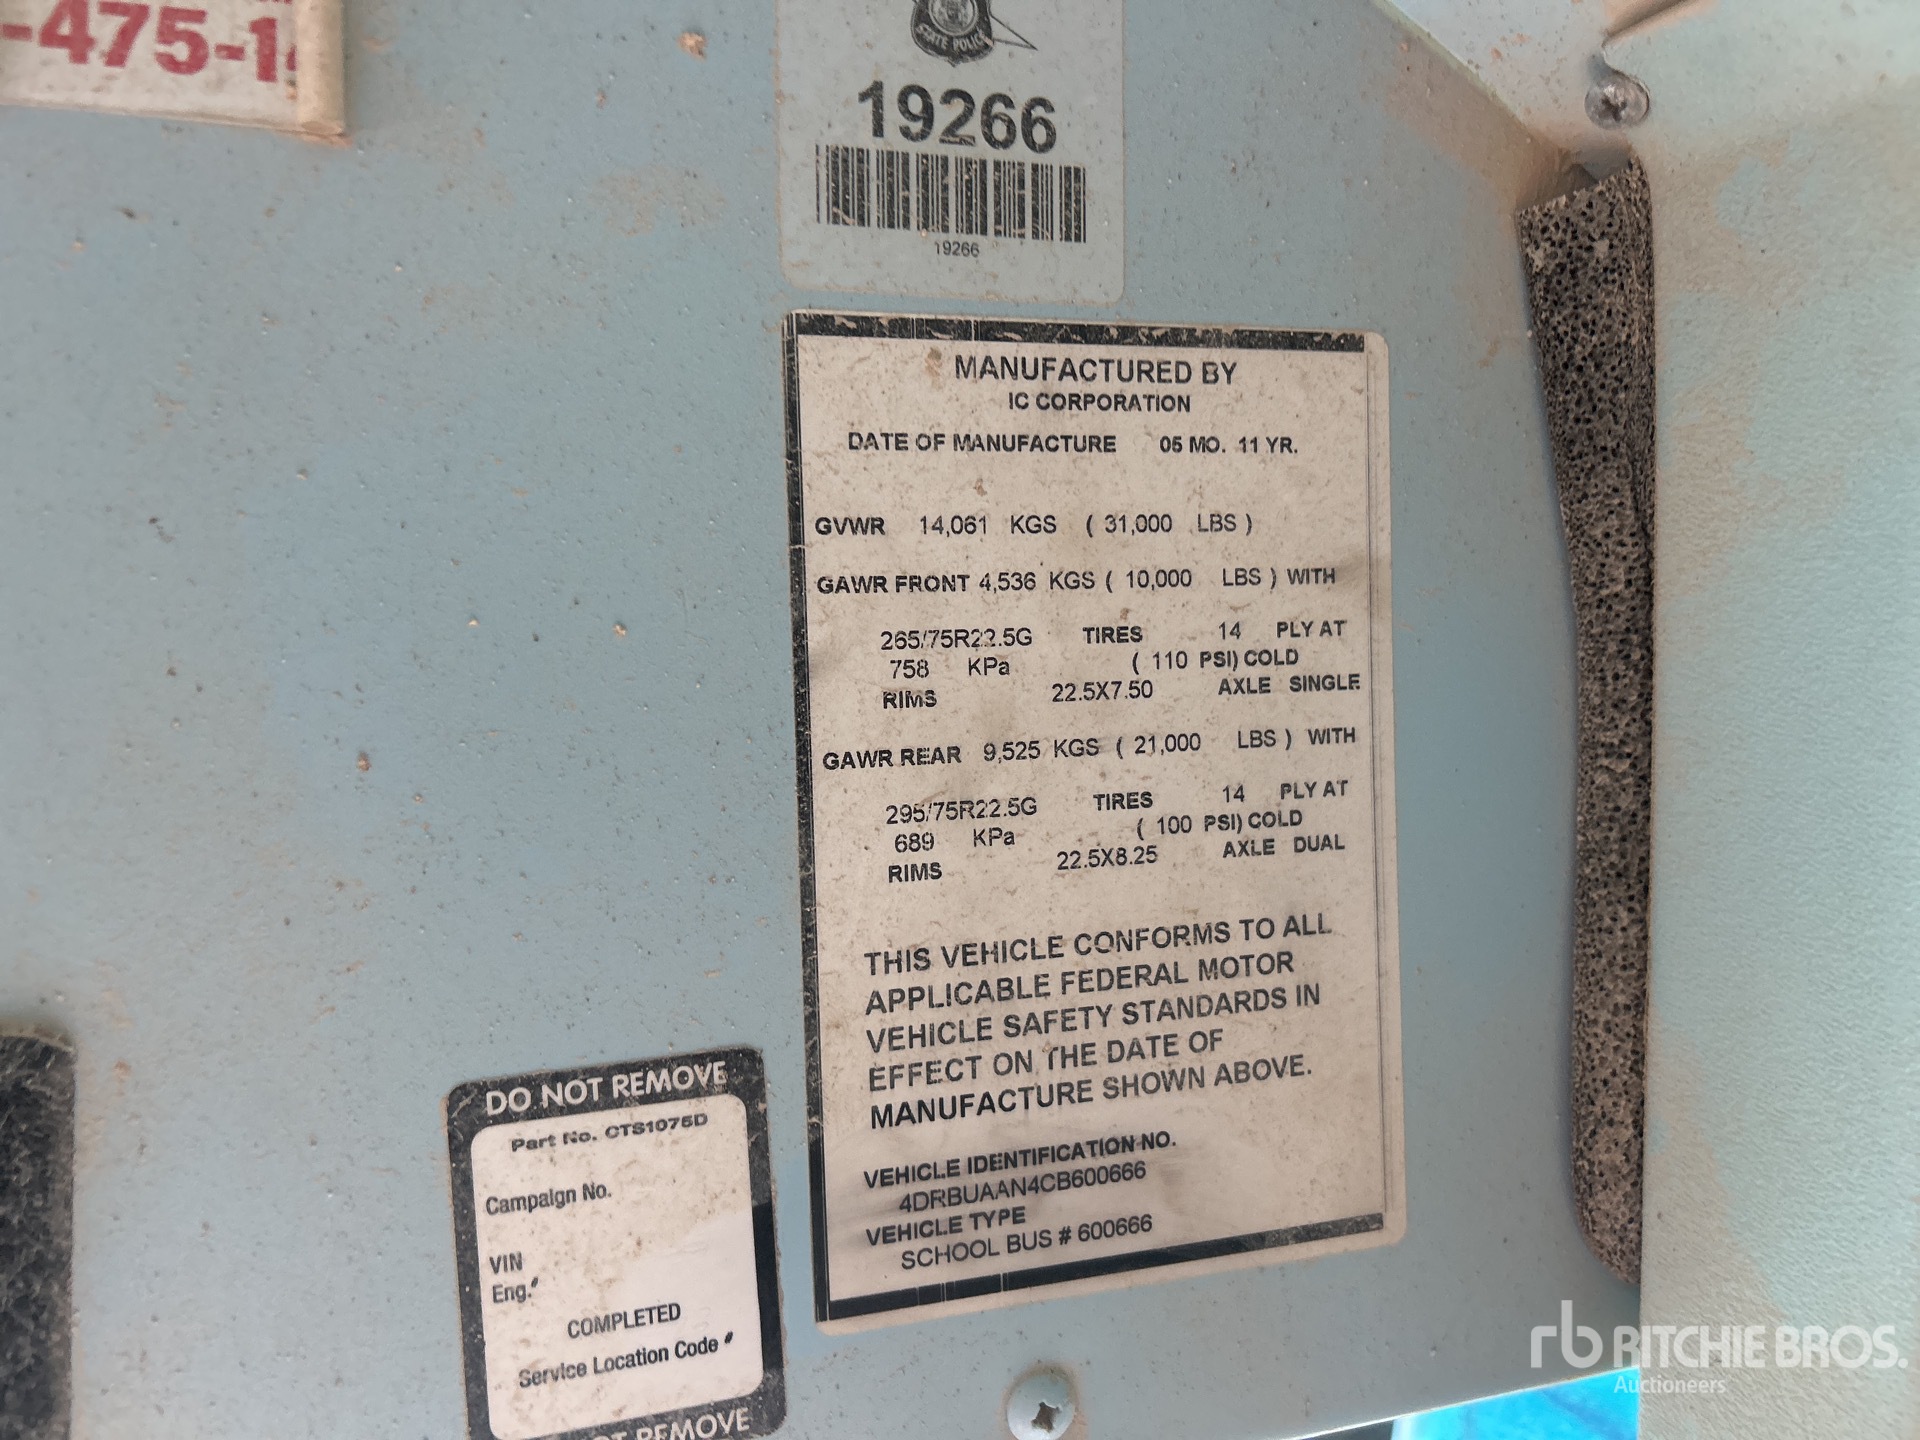 -475-1
STATE POLICE
19266
19266
MANUFACTURED BY
IC CORPORATION
DATE OF MANUFACTURE 05 MO. 11 YR.
GVWR 14,061 KGS ( 31,000 LBS )
GAWR FRONT 4,536 KGS ( 10,000 LBS ) WITH
265/75R22.5G TIRES 14 PLY AT
758 KPa ( 110 PSI) COLD
RIMS 22.5X7.50 AXLE SINGLE
GAWR REAR 9,525 KGS ( 21,000 LBS ) WITH
295/75R22.5G TIRES 14 PLY AT
689 KPa ( 100 PSI) COLD
RIMS 22.5X8.25 AXLE DUAL
THIS VEHICLE CONFORMS TO ALL
APPLICABLE FEDERAL MOTOR
VEHICLE SAFETY STANDARDS IN
EFFECT ON THE DATE OF
MANUFACTURE SHOWN ABOVE.
VEHICLE IDENTIFICATION NO.
4DRBUAAN4CB600666
VEHICLE TYPE
SCHOOL BUS # 600666
DO NOT REMOVE
Part No. CTS1075D
Campaign No.
VIN
Eng.#
COMPLETED
Service Location Code #
OT REMOVE
rb RITCHIE BROS.
Auctioneers